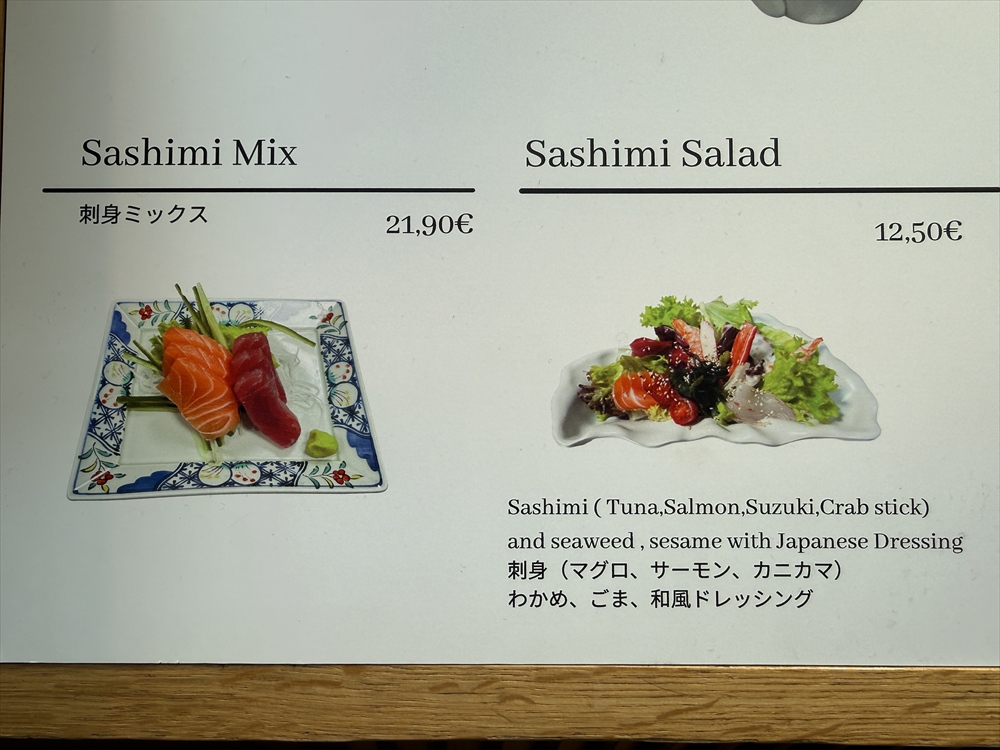 Sashimi Mix
刺身ミックス
21,90€
Sashimi Salad
12,50€
Sashimi ( Tuna,Salmon,Suzuki,Crab stick)
and seaweed , sesame with Japanese Dressing
刺身（マグロ、サーモン、カニカマ）
わかめ、ごま、和風ドレッシング